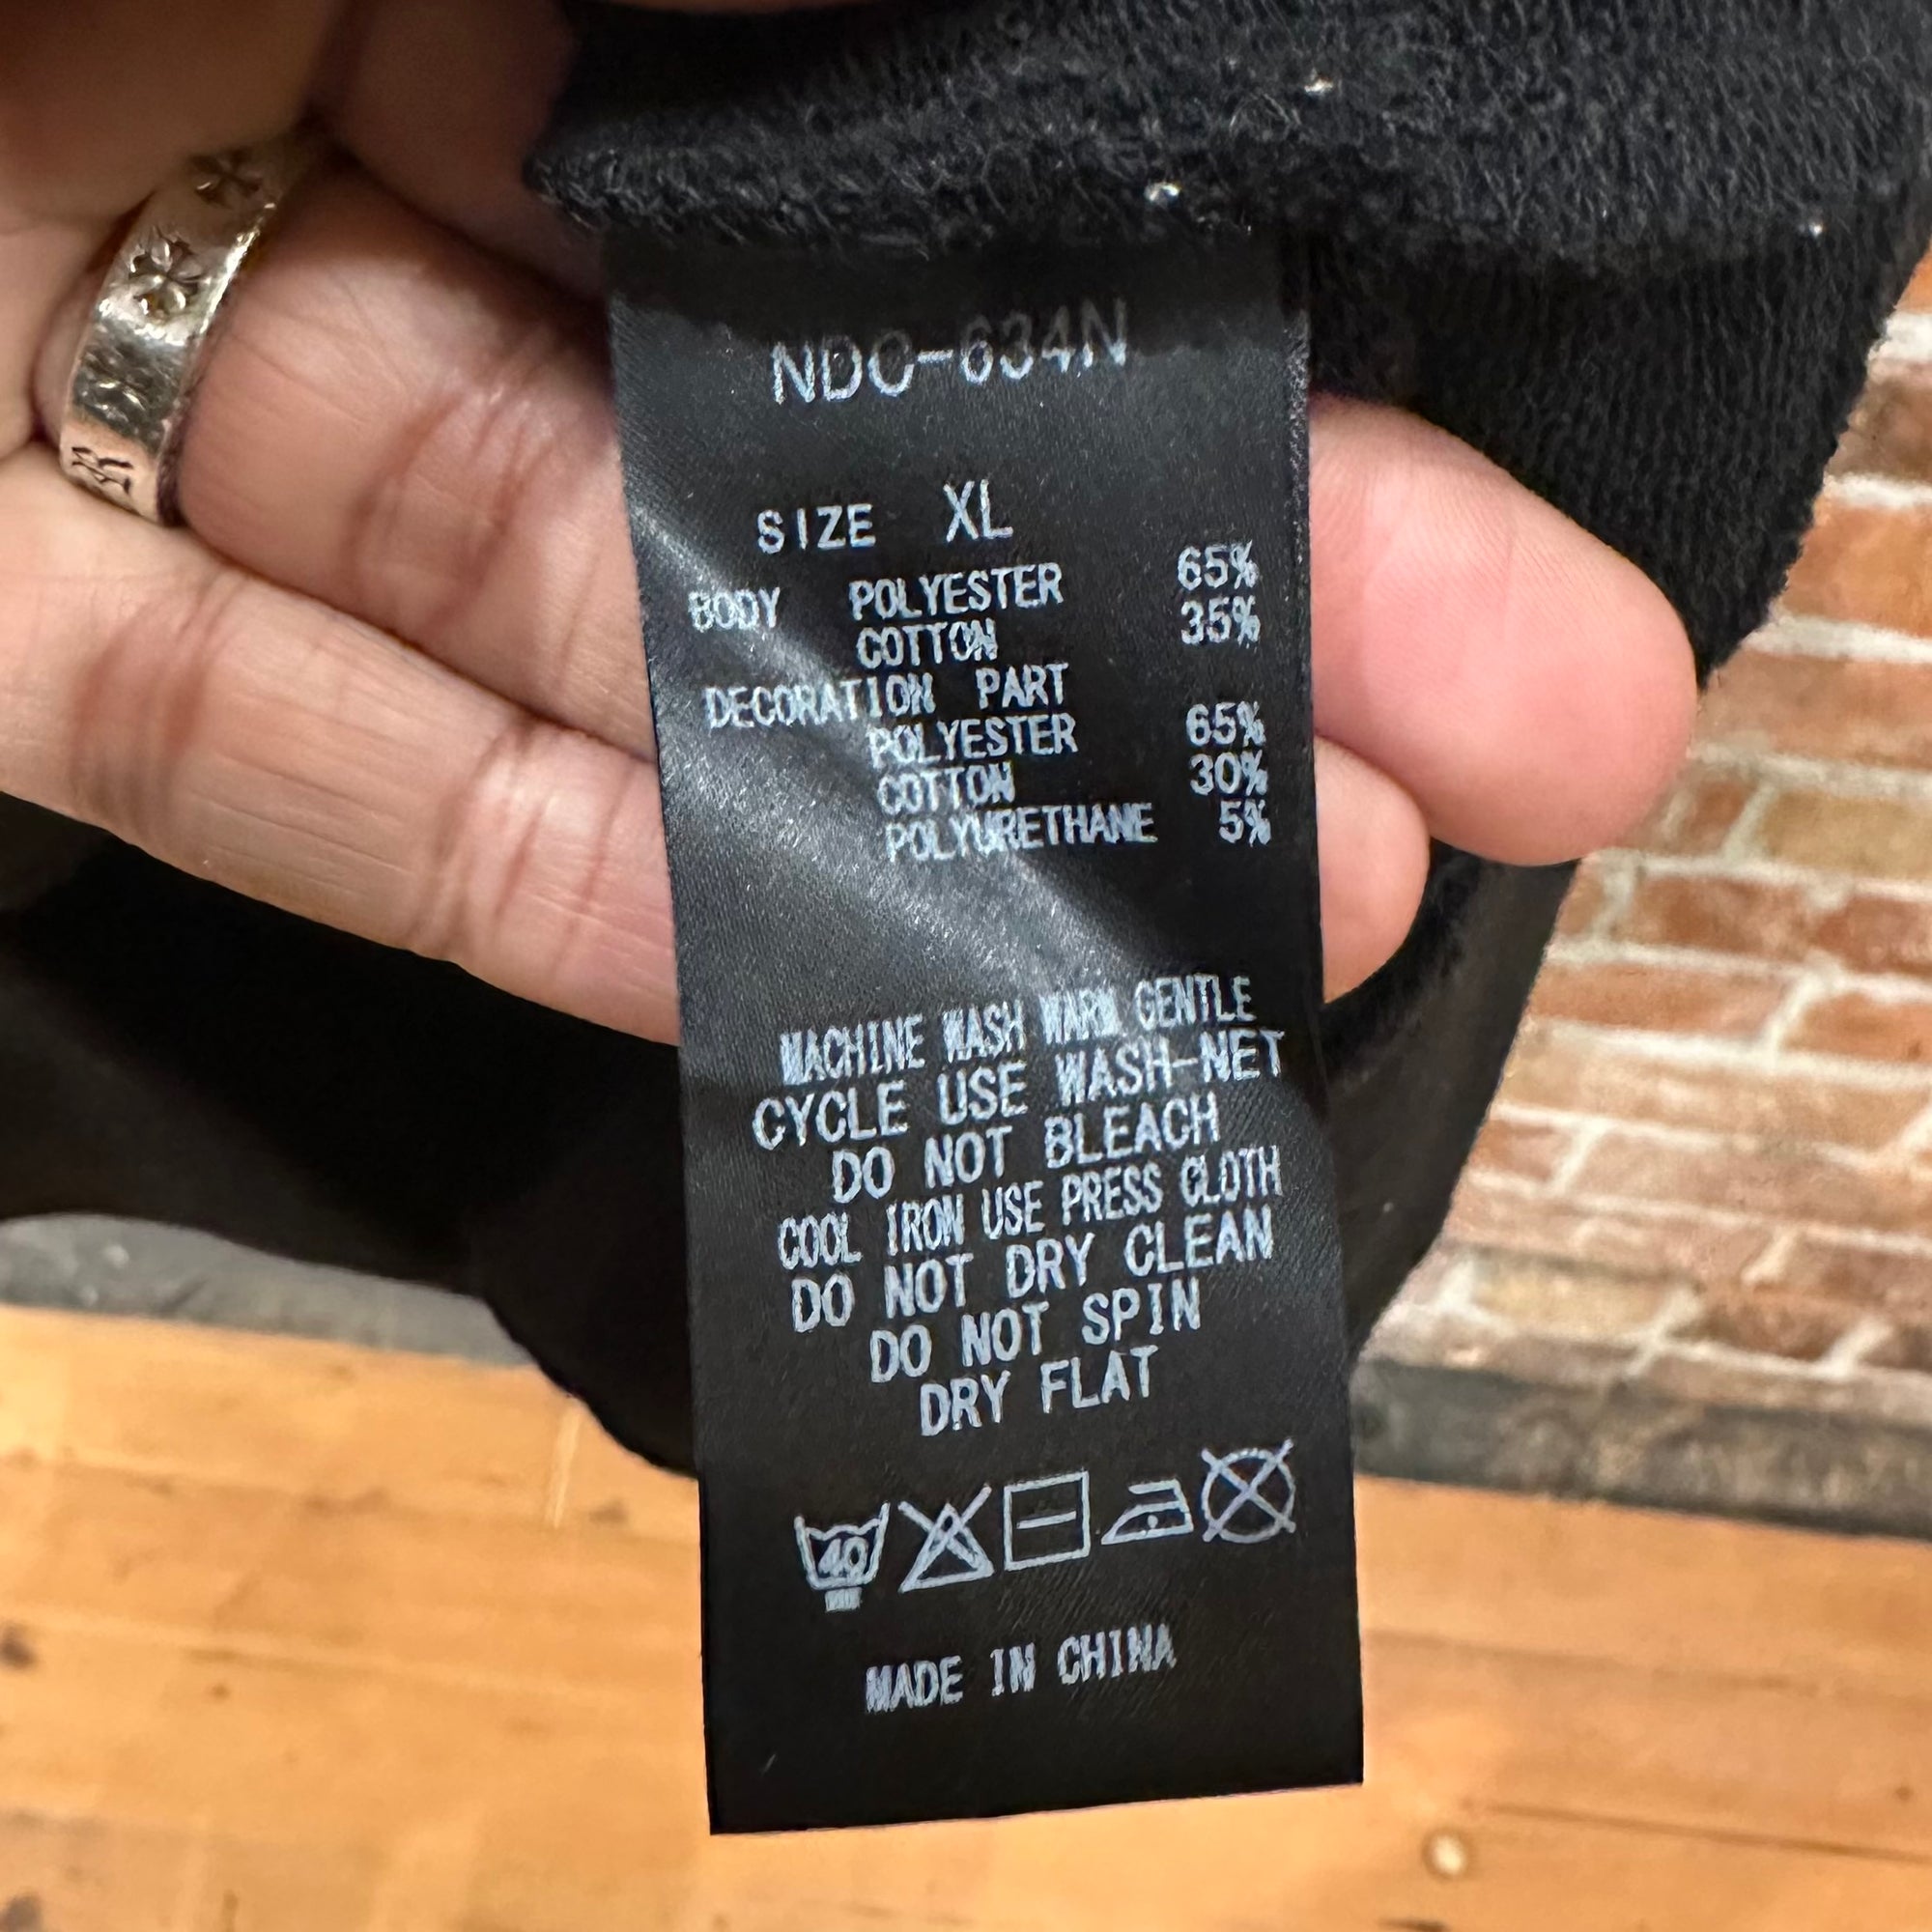 NDC-634N
SIZE XL
BODY POLYESTER 65%
COTTON 35%
DECORATION PART
POLYESTER 65%
COTTON 30%
POLYURETHANE 5%
MACHINE WASH WARM GENTLE
CYCLE USE WASH-NET
DO NOT BLEACH
COOL IRON USE PRESS CLOTH
DO NOT DRY CLEAN
DO NOT SPIN
DRY FLAT
40
MADE IN CHINA